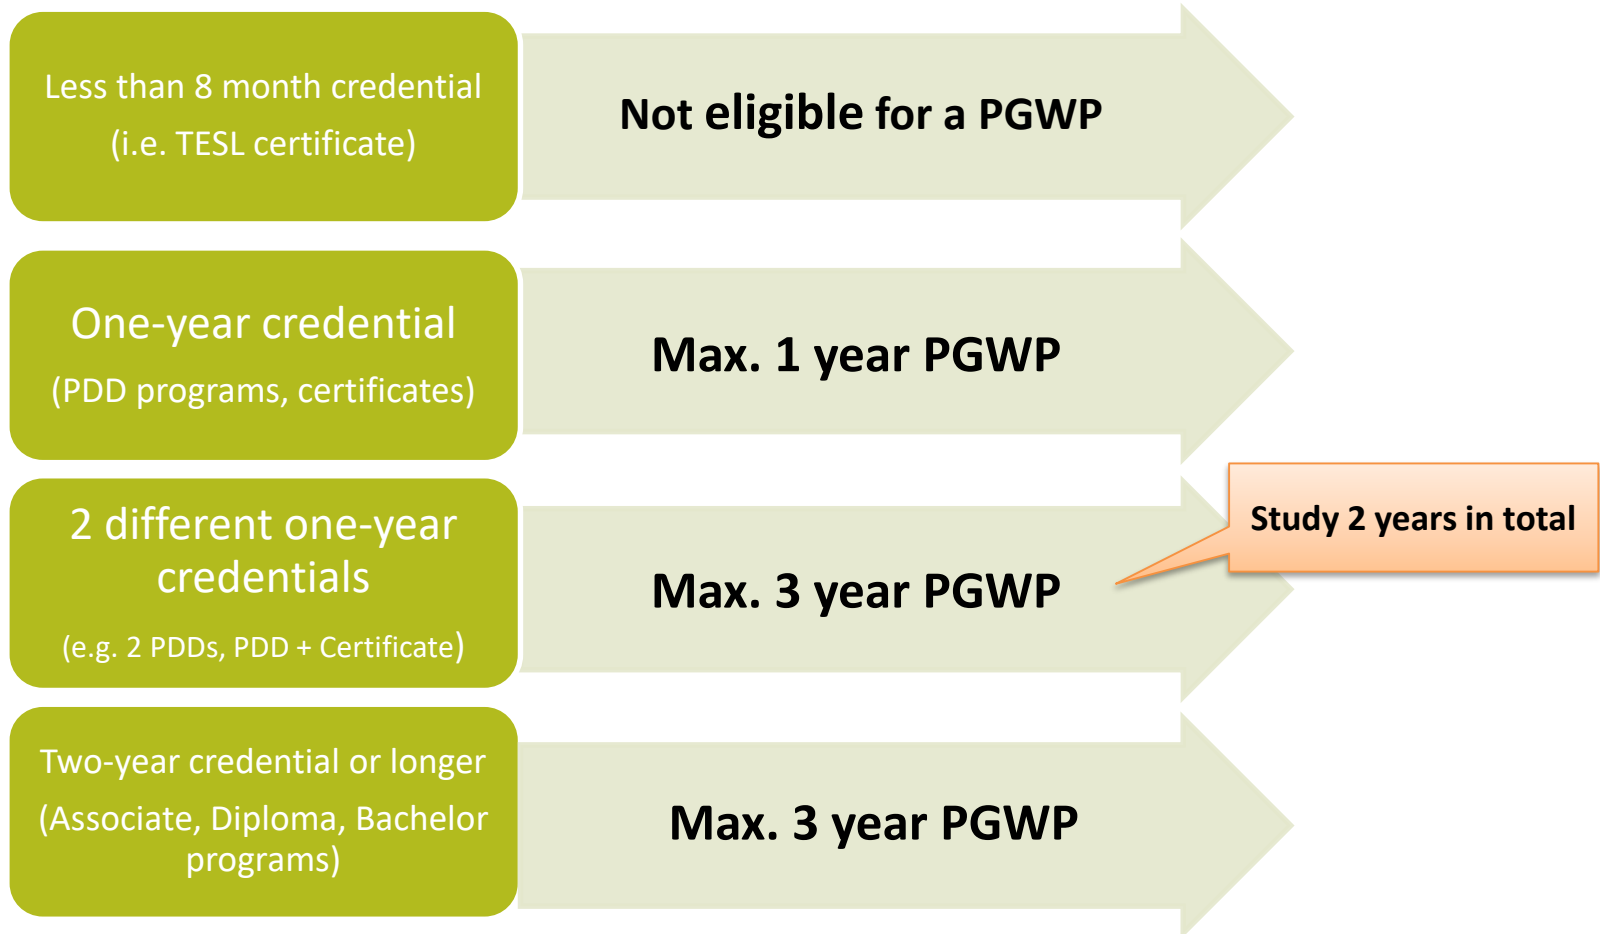 Less than 8 month credential
(i.e. TESL certificate)
Not eligible for a PGWP
One-year credential
(PDD programs, certificates)
Max. 1 year PGWP
2 different one-year
credentials
(e.g. 2 PDDs, PDD + Certificate)
Max. 3 year PGWP
Study 2 years in total
Two-year credential or longer
(Associate, Diploma, Bachelor
programs)
Max. 3 year PGWP